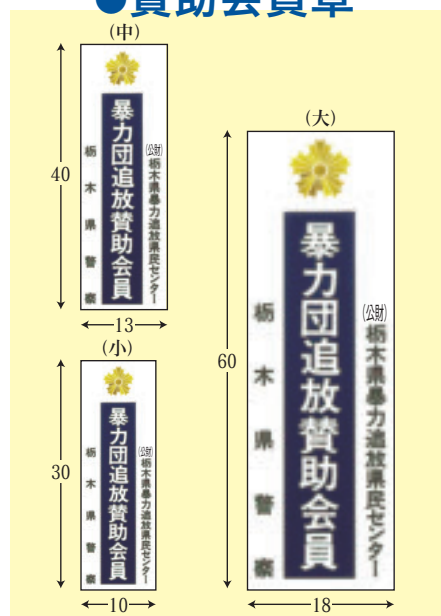 ●賛助会員章
(中)
40
暴力団追放賛助会員
(公財)栃木県暴力追放県民センター
栃木県警察
13
(小)
30
暴力団追放賛助会員
(公財)栃木県暴力追放県民センター
栃木県警察
10
(大)
60
(公財)栃木県暴力追放県民センター
暴力団追放賛助会員
栃木県警察
18